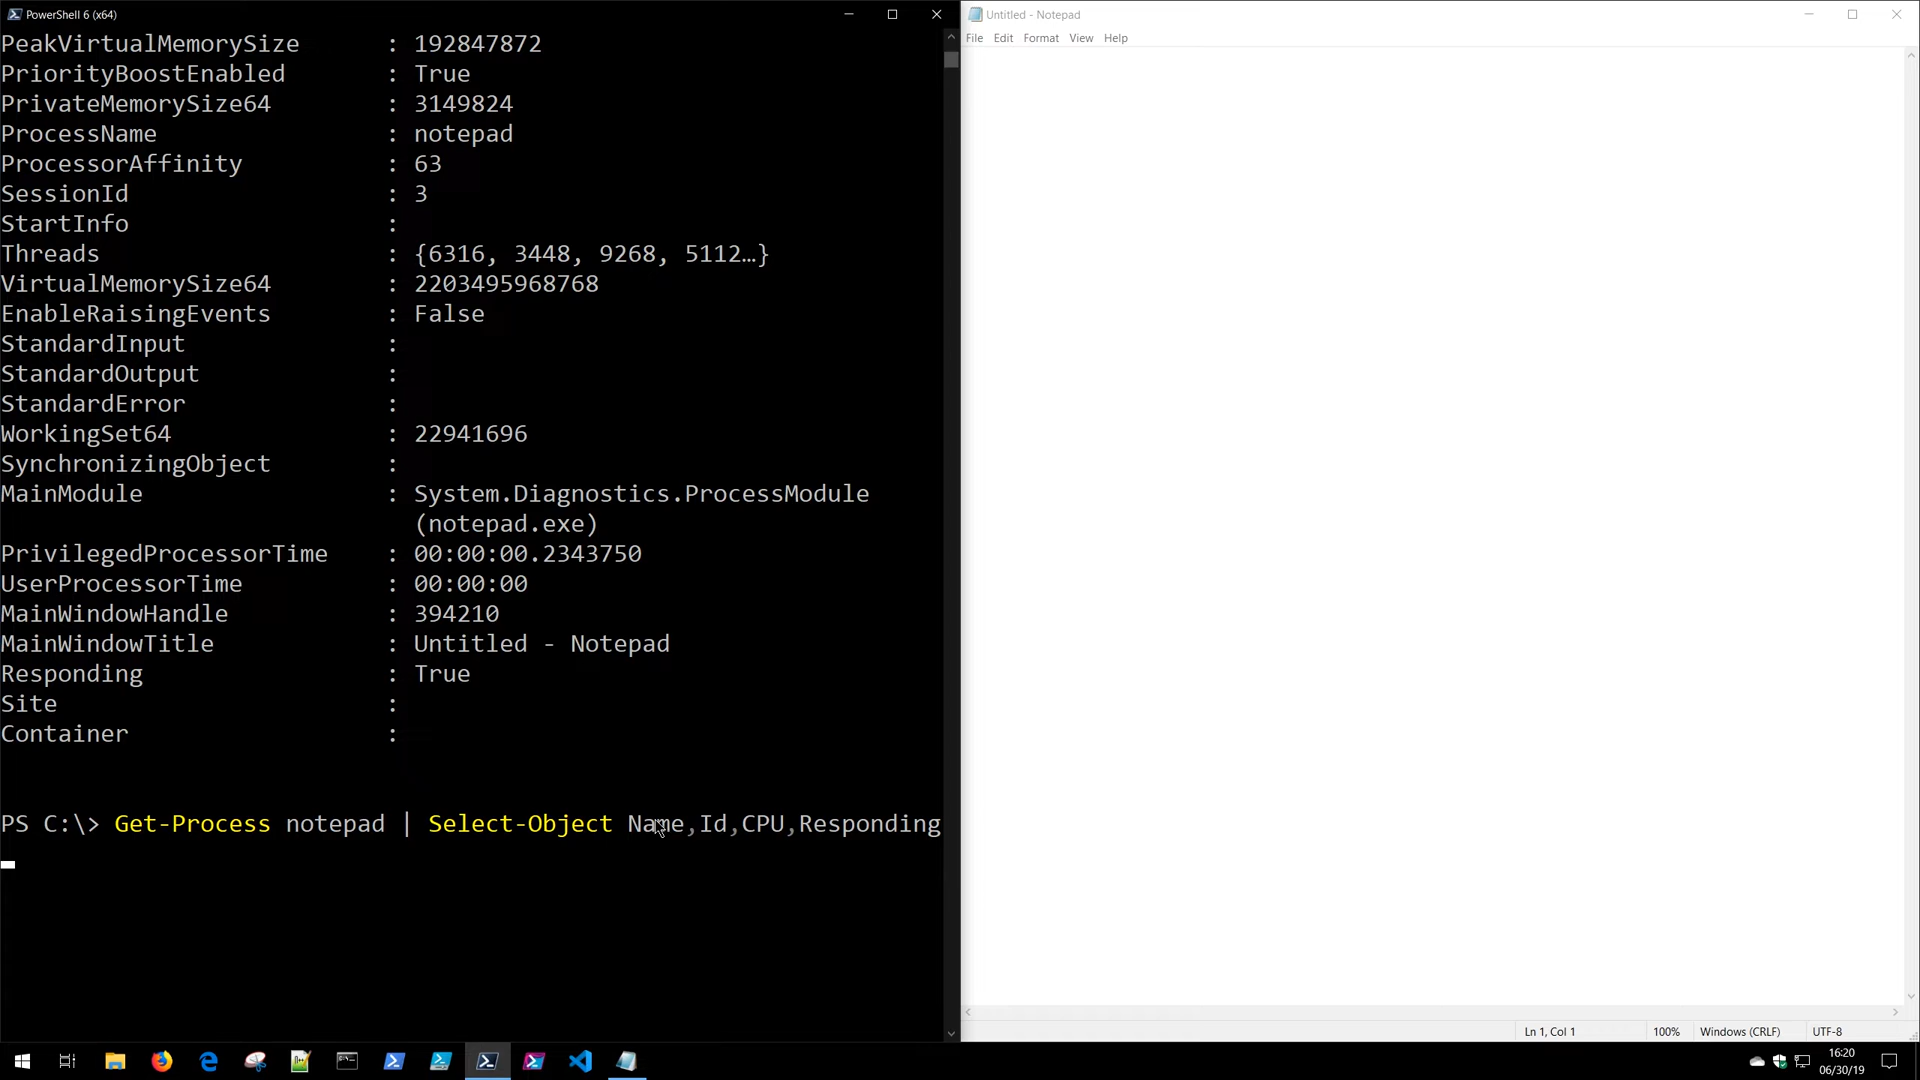 PowerShell 6 (x64)
PeakVirtualMemorySize : 192847872
PriorityBoostEnabled : True
PrivateMemorySize64 : 3149824
ProcessName : notepad
ProcessorAffinity : 63
SessionId : 3
StartInfo :
Threads : {6316, 3448, 9268, 5112…}
VirtualMemorySize64 : 2203495968768
EnableRaisingEvents : False
StandardInput :
StandardOutput :
StandardError :
WorkingSet64 : 22941696
SynchronizingObject :
MainModule : System.Diagnostics.ProcessModule
(notepad.exe)
PrivilegedProcessorTime : 00:00:00.2343750
UserProcessorTime : 00:00:00
MainWindowHandle : 394210
MainWindowTitle : Untitled - Notepad
Responding : True
Site :
Container :
PS C:\> Get-Process notepad | Select-Object Name,Id,CPU,Responding
Untitled - Notepad
File Edit Format View Help
Ln 1, Col 1 100% Windows (CRLF) UTF-8
16:20
06/30/19